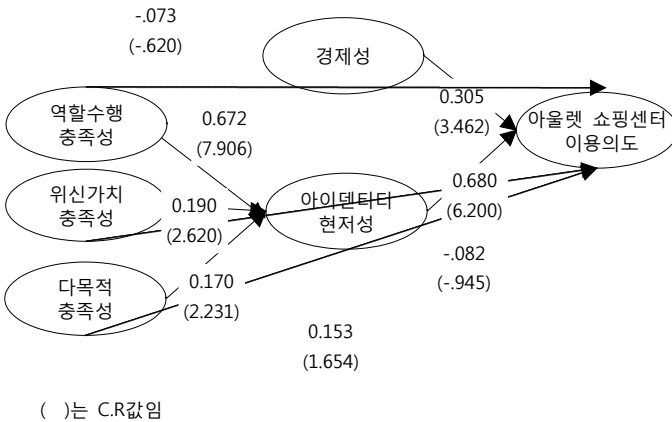 -.073
(-.620)
경제성
0.305
(3.462)
역할수행
충족성
0.672
(7.906)
아울렛 쇼핑센터
이용의도
위신가치
충족성
0.190
(2.620)
아이덴티티
현저성
0.680
(6.200)
-.082
(-.945)
다목적
충족성
0.170
(2.231)
0.153
(1.654)
( )는 C.R값임